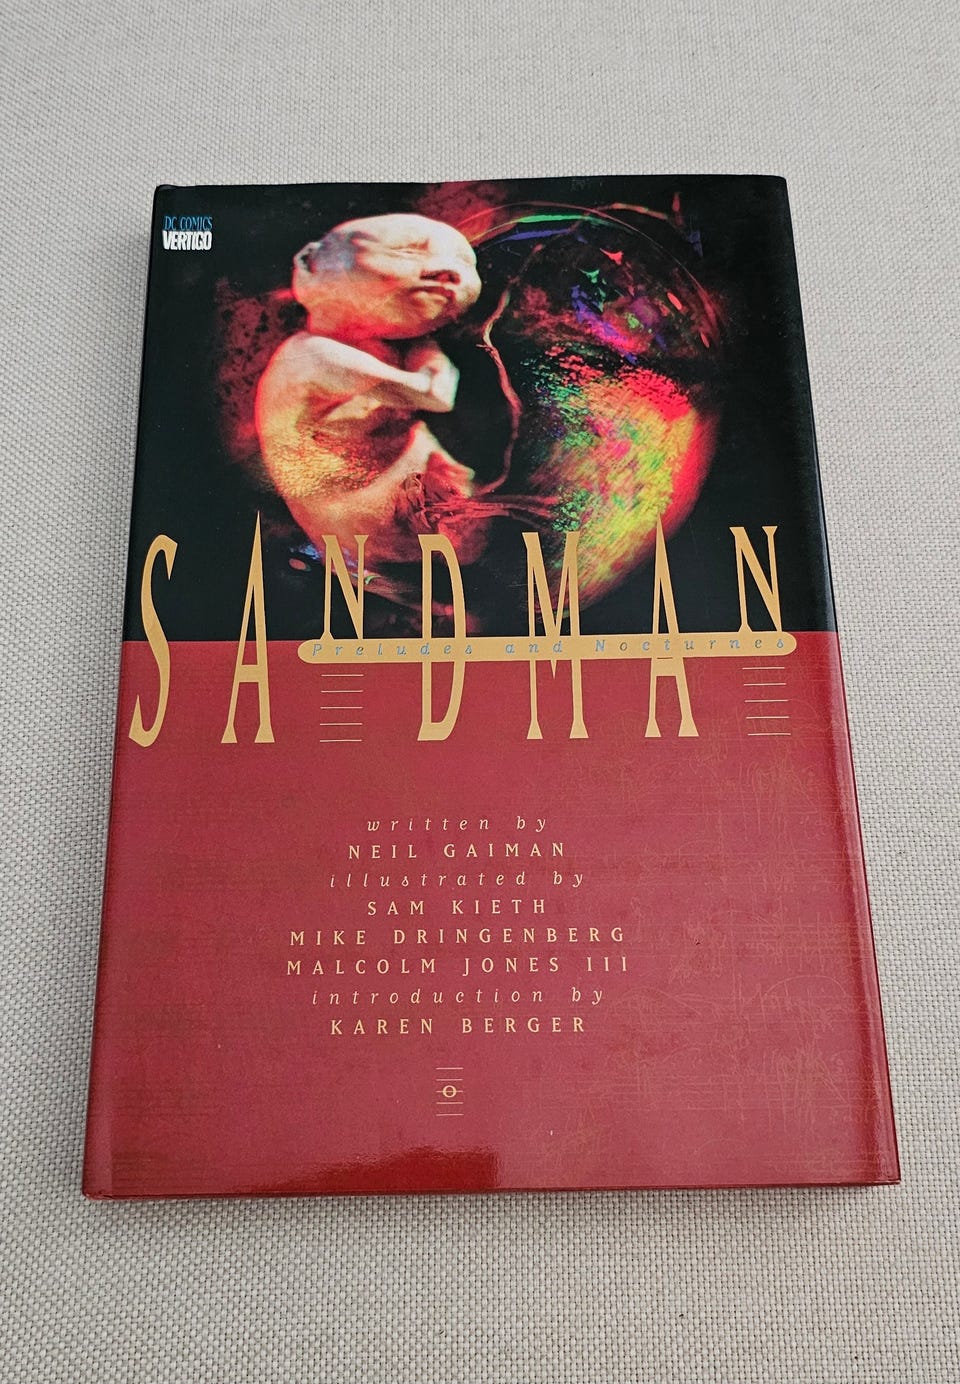 DC COMICS
VERTIGO
SANDMAN
Preludes and Nocturnes
written by
NEIL GAIMAN
illustrated by
SAM KIETH
MIKE DRINGENBERG
MALCOLM JONES III
introduction by
KAREN BERGER
O